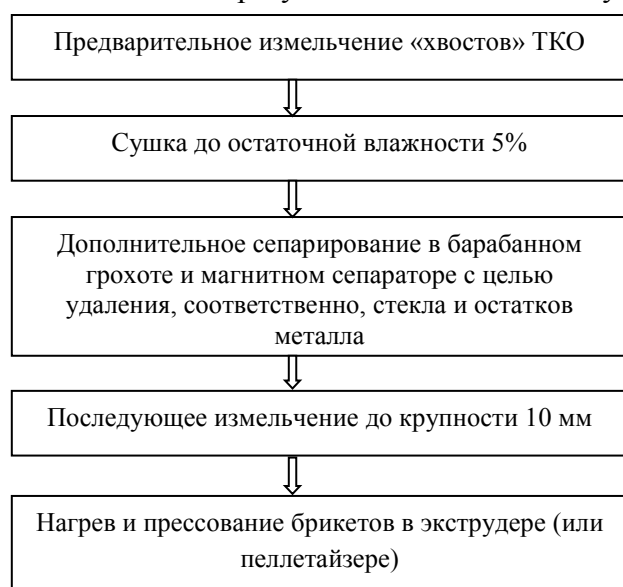 Предварительное измельчение «хвостов» ТКО
Сушка до остаточной влажности 5%
Дополнительное сепарирование в барабанном
грохоте и магнитном сепараторе с целью
удаления, соответственно, стекла и остатков
металла
Последующее измельчение до крупности 10 мм
Нагрев и прессование брикетов в экструдере (или
пеллетайзере)